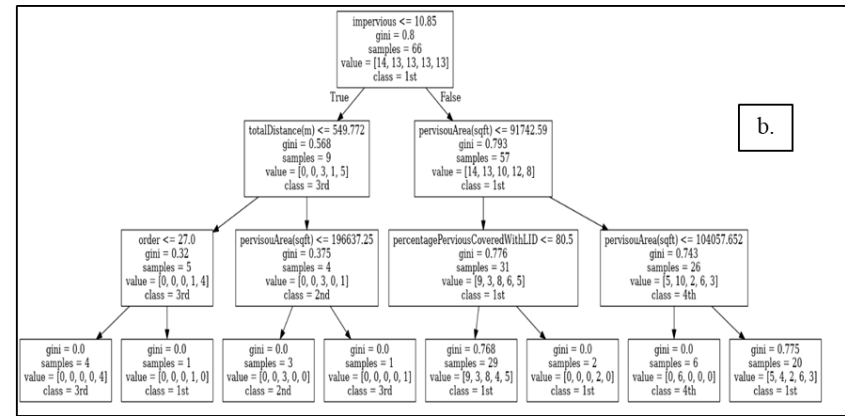 impervious <= 10.85
gini = 0.8
samples = 66
value = [14, 13, 13, 13, 13]
class = 1st
True
False
b.
totalDistance(m) <= 549.772
gini = 0.568
samples = 9
value = [0, 0, 3, 1, 5]
class = 3rd
pervisouArea(sqft) <= 91742.59
gini = 0.793
samples = 57
value = [14, 13, 10, 12, 8]
class = 1st
order <= 27.0
gini = 0.32
samples = 5
value = [0, 0, 0, 1, 4]
class = 3rd
pervisouArea(sqft) <= 196637.25
gini = 0.375
samples = 4
value = [0, 0, 3, 0, 1]
class = 2nd
percentagePerviousCoveredWithLID <= 80.5
gini = 0.776
samples = 31
value = [9, 3, 8, 6, 5]
class = 1st
pervisouArea(sqft) <= 104057.652
gini = 0.743
samples = 26
value = [5, 10, 2, 6, 3]
class = 4th
gini = 0.0
samples = 4
value = [0, 0, 0, 0, 4]
class = 3rd
gini = 0.0
samples = 1
value = [0, 0, 0, 1, 0]
class = 1st
gini = 0.0
samples = 3
value = [0, 0, 3, 0, 0]
class = 2nd
gini = 0.0
samples = 1
value = [0, 0, 0, 0, 1]
class = 3rd
gini = 0.768
samples = 29
value = [9, 3, 8, 4, 5]
class = 1st
gini = 0.0
samples = 2
value = [0, 0, 0, 2, 0]
class = 1st
gini = 0.0
samples = 6
value = [0, 6, 0, 0, 0]
class = 4th
gini = 0.775
samples = 20
value = [5, 4, 2, 6, 3]
class = 1st